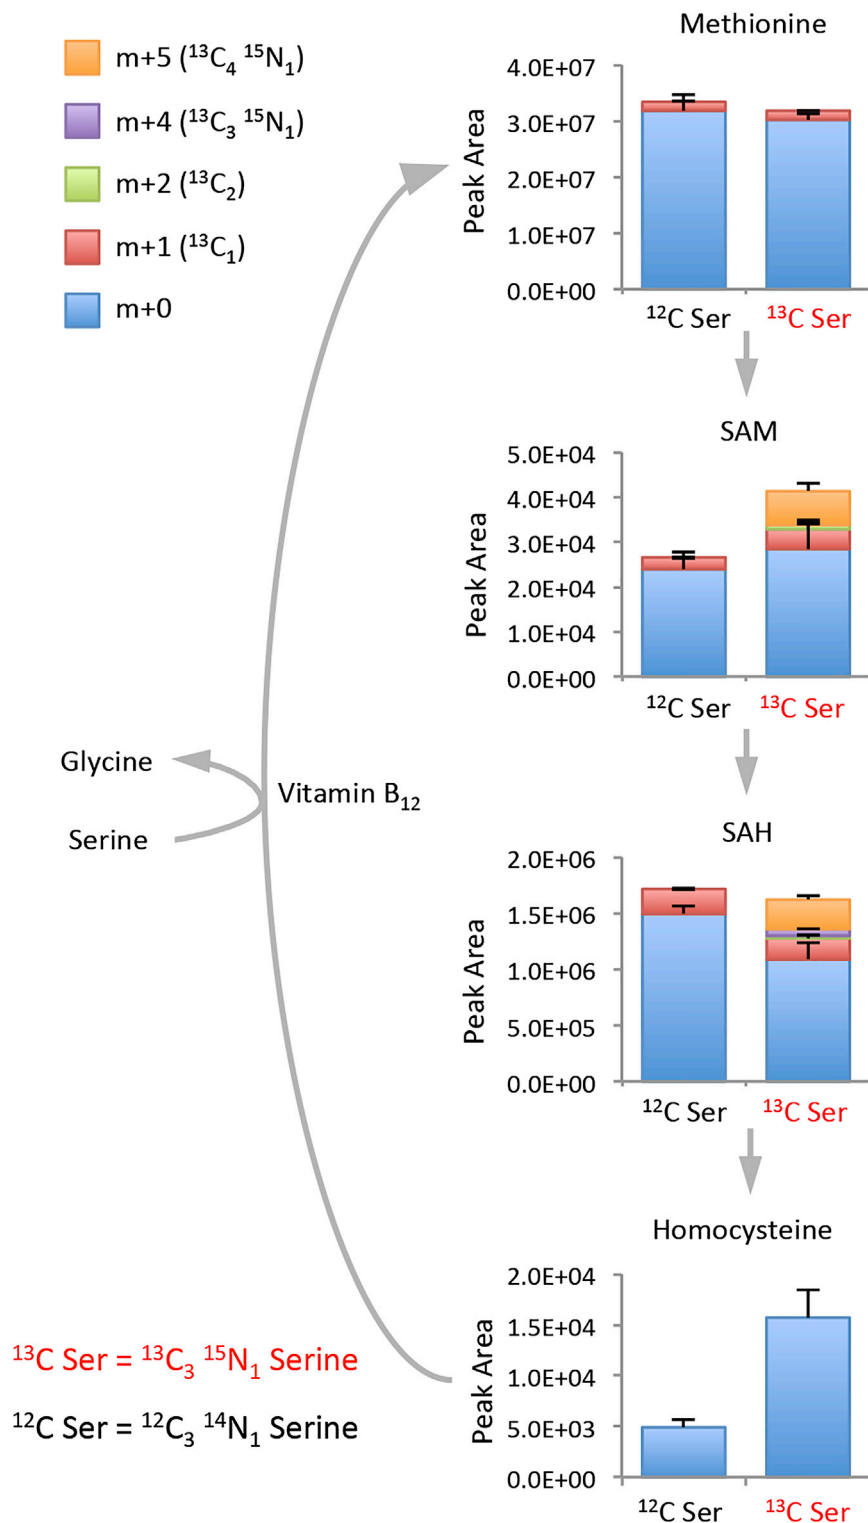 m+5 (¹³C₄ ¹⁵N₁)
m+4 (¹³C₃ ¹⁵N₁)
m+2 (¹³C₂)
m+1 (¹³C₁)
m+0
Methionine
Peak Area
4.0E+07
3.0E+07
2.0E+07
1.0E+07
0.0E+00
¹²C Ser
¹³C Ser
SAM
Peak Area
5.0E+04
4.0E+04
3.0E+04
2.0E+04
1.0E+04
0.0E+00
¹²C Ser
¹³C Ser
Glycine
Serine
Vitamin B₁₂
SAH
Peak Area
2.0E+06
1.5E+06
1.0E+06
5.0E+05
0.0E+00
¹²C Ser
¹³C Ser
Homocysteine
Peak Area
2.0E+04
1.5E+04
1.0E+04
5.0E+03
0.0E+00
¹²C Ser
¹³C Ser
¹³C Ser = ¹³C₃ ¹⁵N₁ Serine
¹²C Ser = ¹²C₃ ¹⁴N₁ Serine